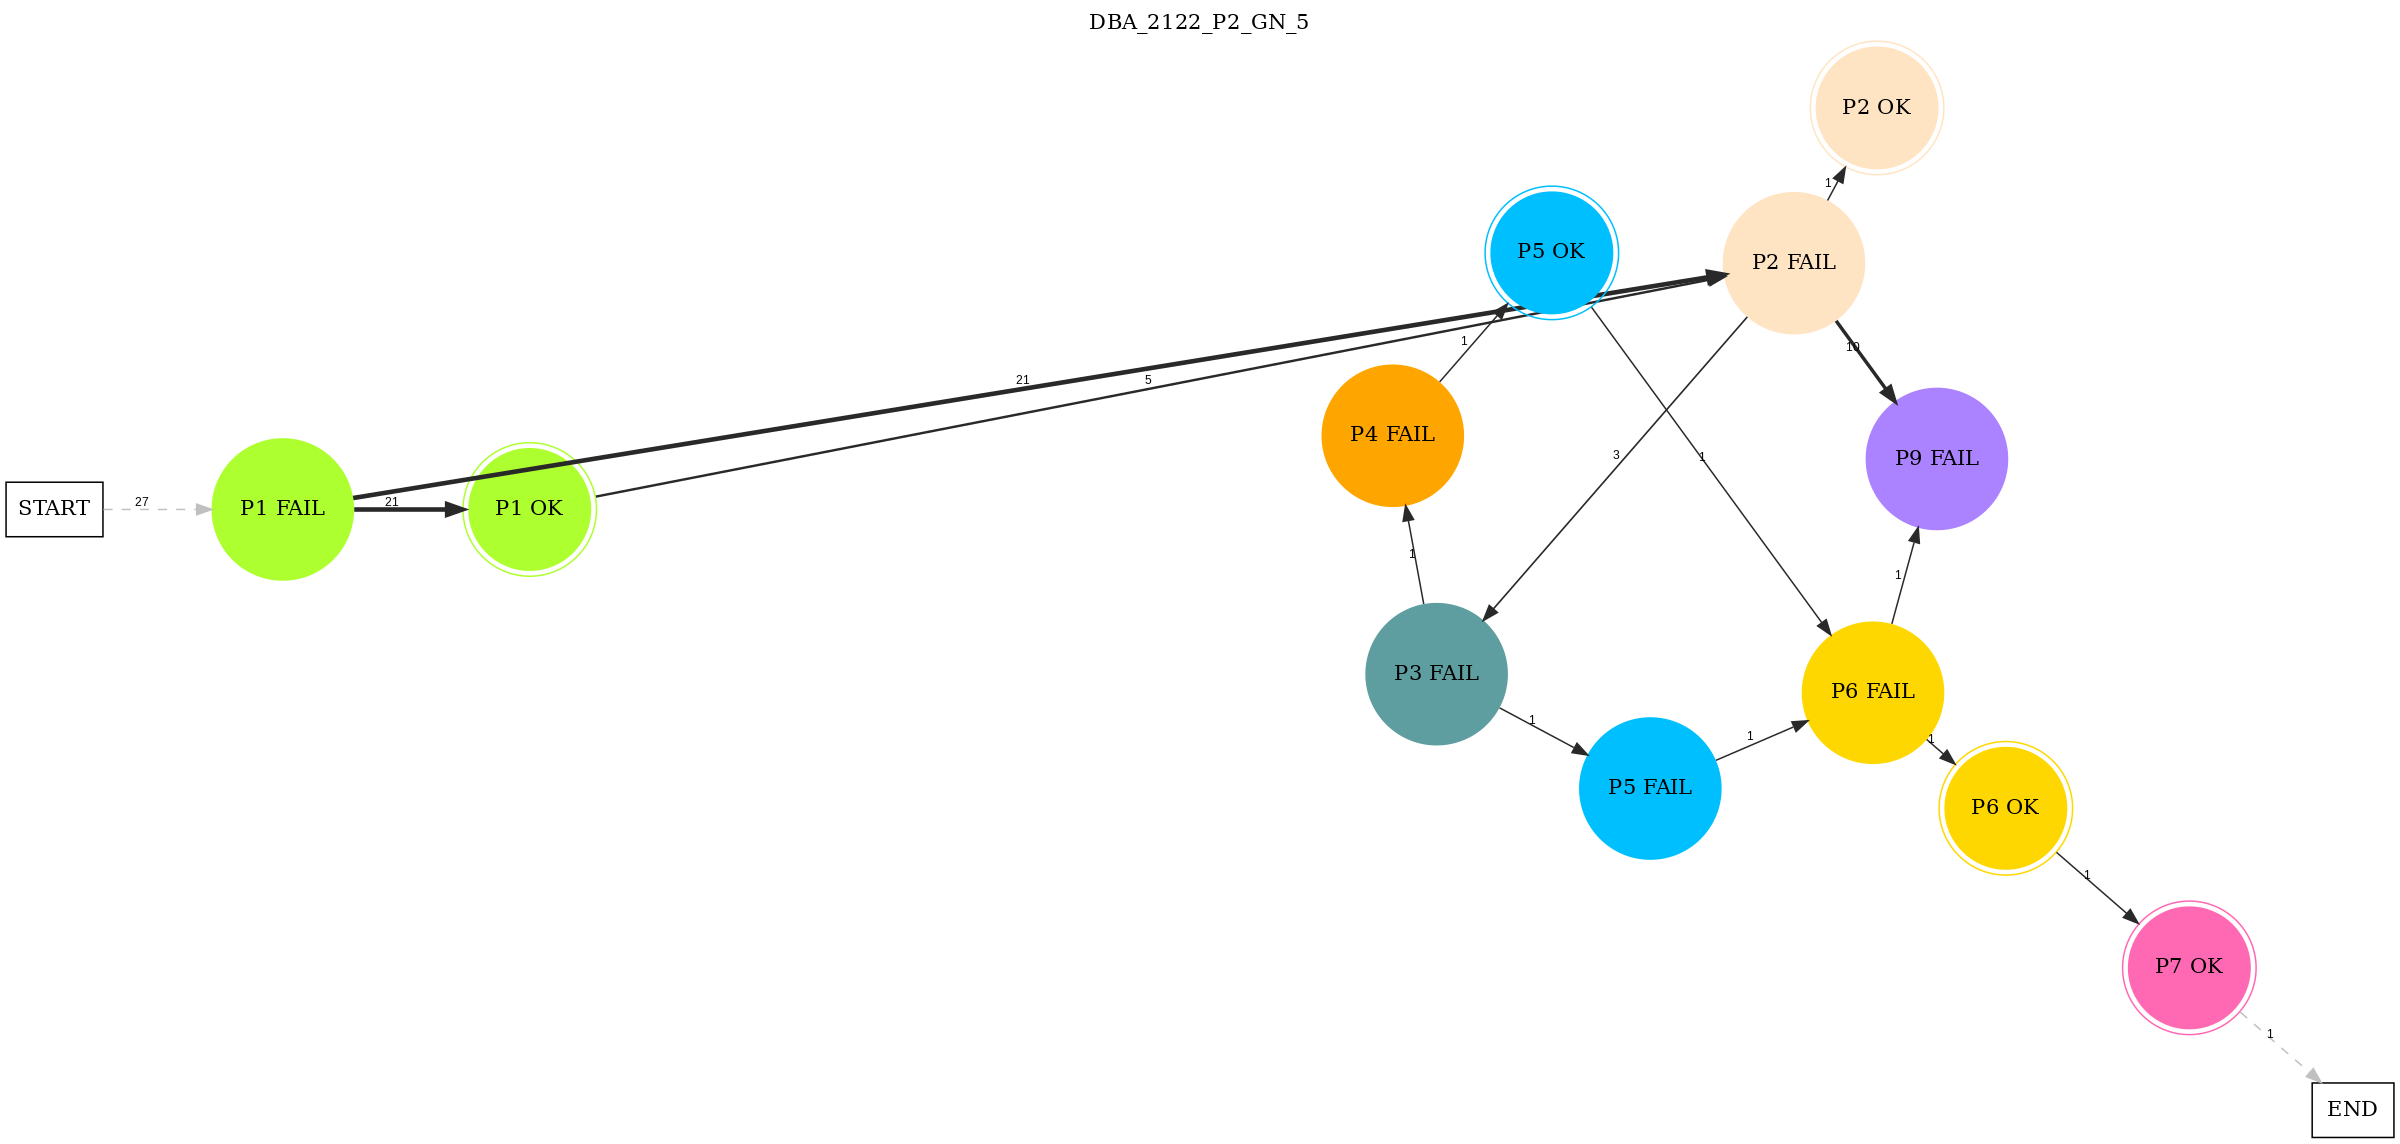 DBA_2122_P2_GN_5
P2 OK
1
P5 OK
P2 FAIL
1
10
21
5
P4 FAIL
3
1
P9 FAIL
START
27
P1 FAIL
21
P1 OK
1
1
P3 FAIL
P6 FAIL
1
1
1
P5 FAIL
P6 OK
1
P7 OK
1
END